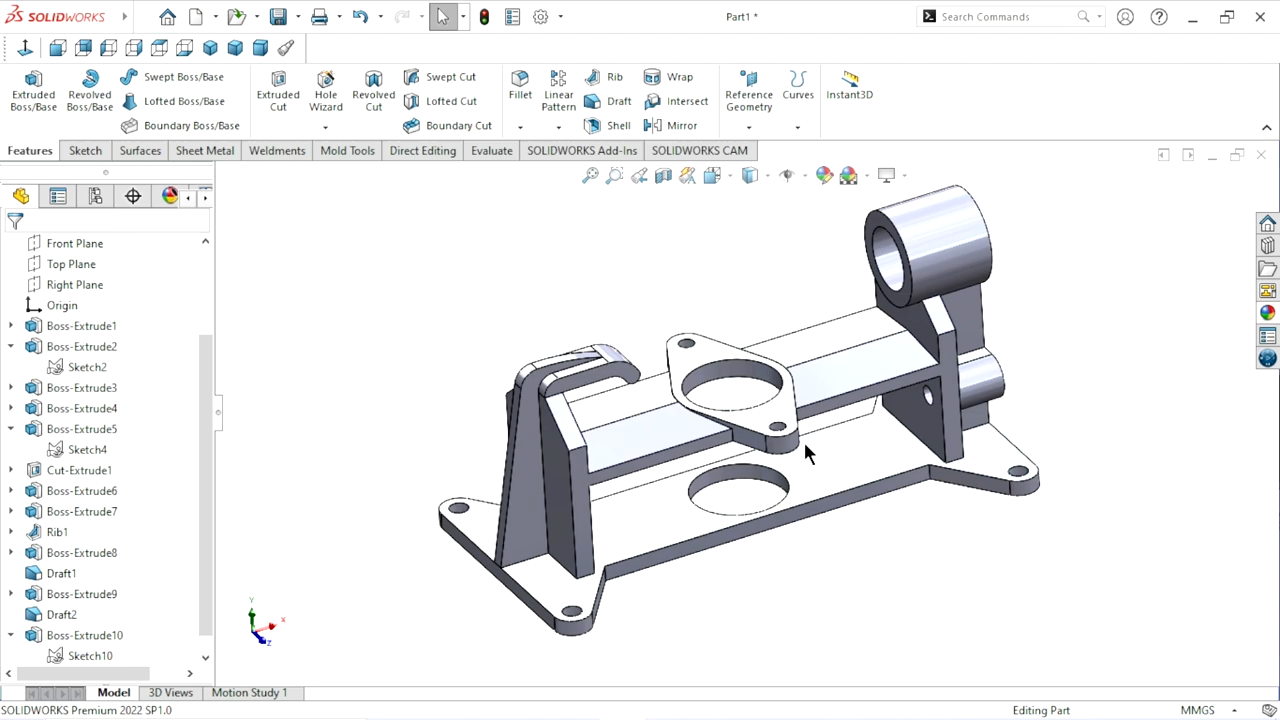 SOLIDWORKS
Part1 *
Search Commands
Extruded Boss/Base
Revolved Boss/Base
Swept Boss/Base
Lofted Boss/Base
Boundary Boss/Base
Extruded Cut
Hole Wizard
Revolved Cut
Swept Cut
Lofted Cut
Boundary Cut
Fillet
Linear Pattern
Rib
Draft
Shell
Wrap
Intersect
Mirror
Reference Geometry
Curves
Instant3D
Features
Sketch
Surfaces
Sheet Metal
Weldments
Mold Tools
Direct Editing
Evaluate
SOLIDWORKS Add-Ins
SOLIDWORKS CAM
Front Plane
Top Plane
Right Plane
Origin
Boss-Extrude1
Boss-Extrude2
Sketch2
Boss-Extrude3
Boss-Extrude4
Boss-Extrude5
Sketch4
Cut-Extrude1
Boss-Extrude6
Boss-Extrude7
Rib1
Boss-Extrude8
Draft1
Boss-Extrude9
Draft2
Boss-Extrude10
Sketch10
Y
X
Z
Model
3D Views
Motion Study 1
SOLIDWORKS Premium 2022 SP1.0
Editing Part
MMGS